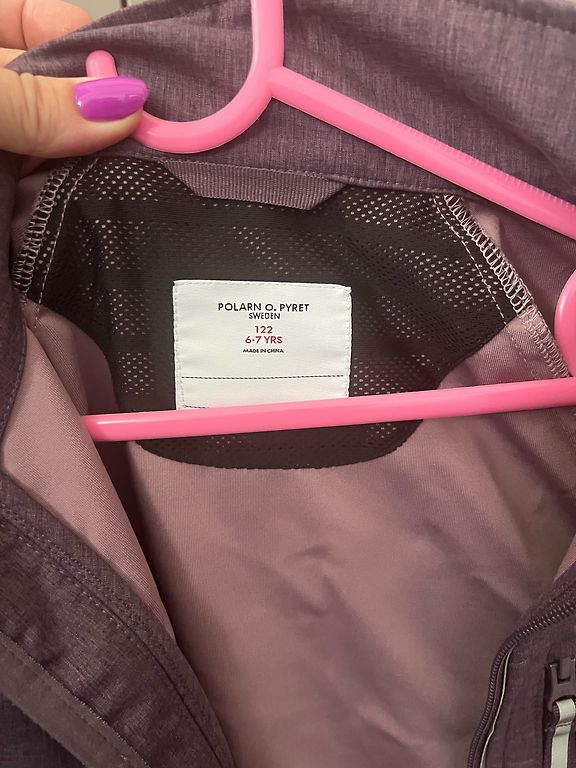 POLARN O. PYRET
SWEDEN
122
6-7 YRS
MADE IN CHINA